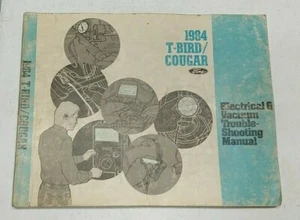 1984
T-BIRD/
COUGAR
Ford
Electrical &
Vacuum
Trouble-
Shooting
Manual
1984 T-BIRD/COUGAR